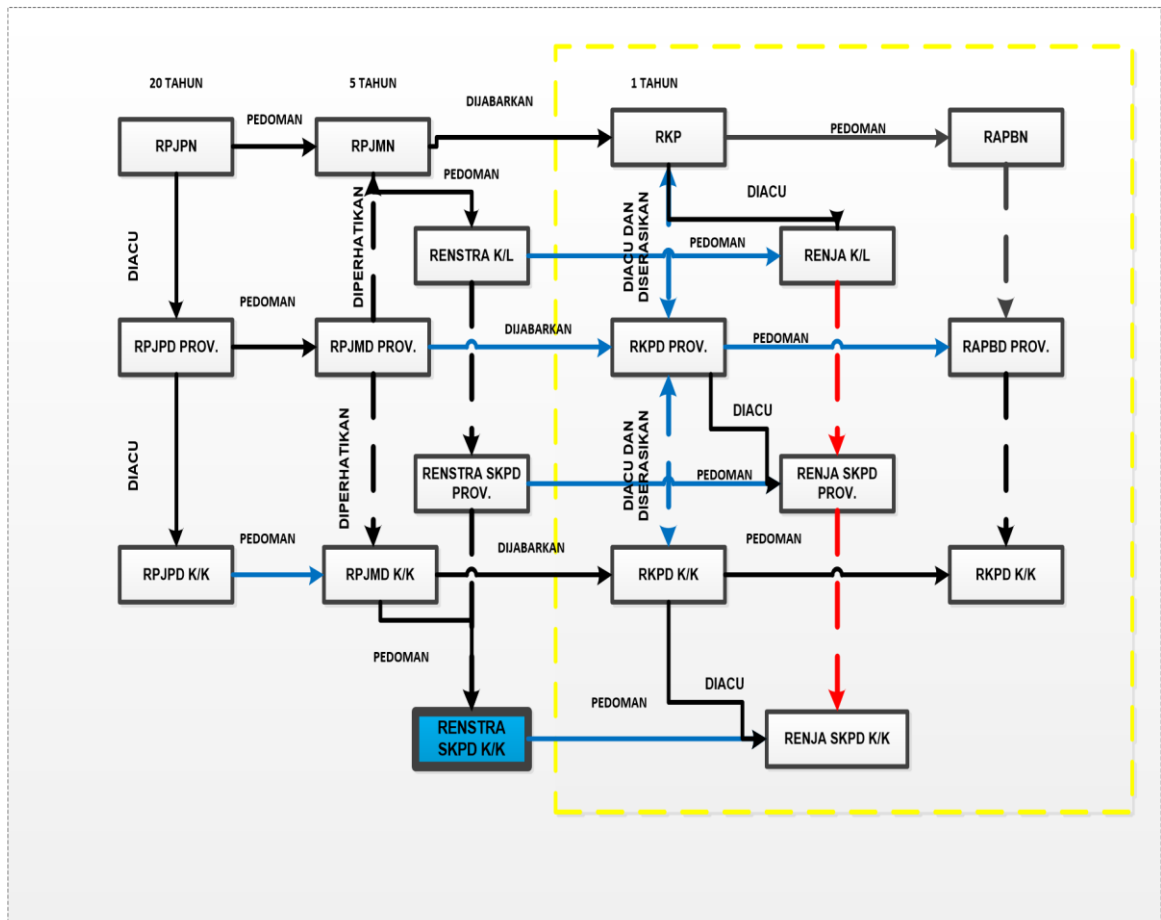 20 TAHUN
5 TAHUN
1 TAHUN
DIJABARKAN
PEDOMAN
PEDOMAN
RPJPN
RPJMN
RKP
RAPBN
PEDOMAN
DIACU
DIACU
DIPERHATIKAN
RENSTRA K/L
PEDOMAN
DIACU DAN
DISERASIKAN
RENJA K/L
PEDOMAN
DIJABARKAN
PEDOMAN
RPJPD PROV.
RPJMD PROV.
RKPD PROV.
RAPBD PROV.
DIACU
DIACU
DIPERHATIKAN
RENSTRA SKPD
PROV.
DIACU DAN
DISERASIKAN
PEDOMAN
RENJA SKPD
PROV.
PEDOMAN
DIJABARKAN
PEDOMAN
RPJPD K/K
RPJMD K/K
RKPD K/K
RKPD K/K
PEDOMAN
DIACU
PEDOMAN
RENSTRA
SKPD K/K
RENJA SKPD K/K